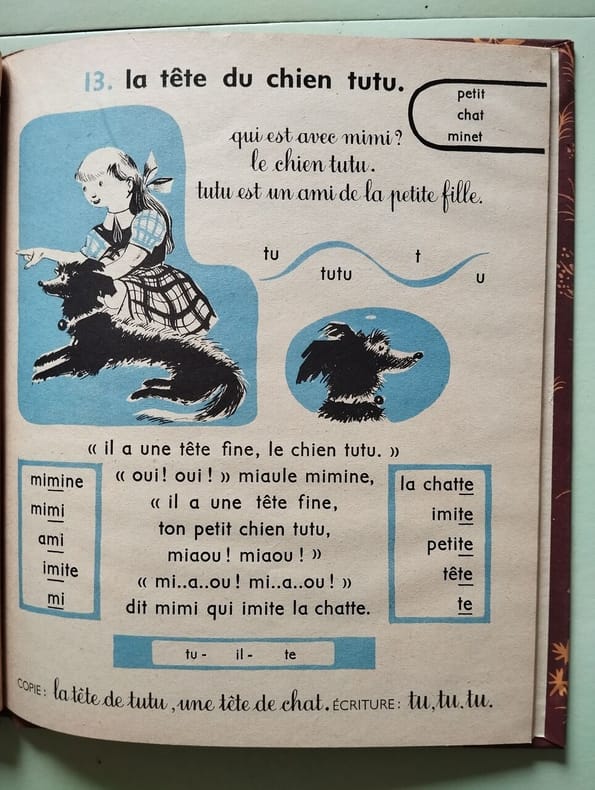 13. la tête du chien tutu.
petit
chat
minet
qui est avec mimi ?
le chien tutu.
tutu est un ami de la petite fille.
tu
tutu
t
u
« il a une tête fine, le chien tutu. »
« oui ! oui ! » miaule mimine,
« il a une tête fine,
ton petit chien tutu,
miaou ! miaou ! »
« mi..a..ou ! mi..a..ou ! »
dit mimi qui imite la chatte.
mimine
mimi
ami
imite
mi
la chatte
imite
petite
tête
te
tu - il - te
COPIE : la tête de tutu, une tête de chat. ÉCRITURE : tu, tu, tu.